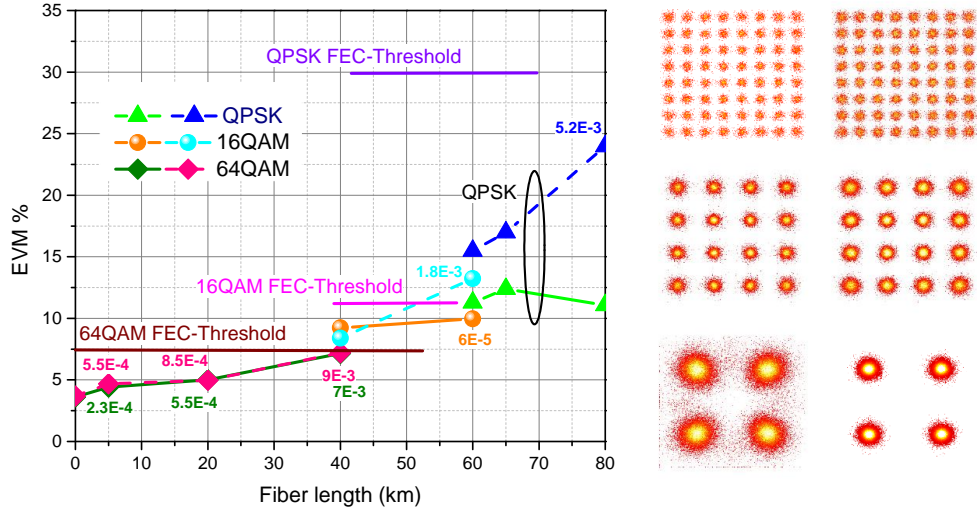 35
30
25
20
15
10
5
0
EVM %
QPSK FEC-Threshold
QPSK
16QAM
64QAM
5.2E-3
QPSK
1.8E-3
16QAM FEC-Threshold
6E-5
64QAM FEC-Threshold
5.5E-4
8.5E-4
9E-3
2.3E-4
5.5E-4
7E-3
0 10 20 30 40 50 60 70 80
Fiber length (km)